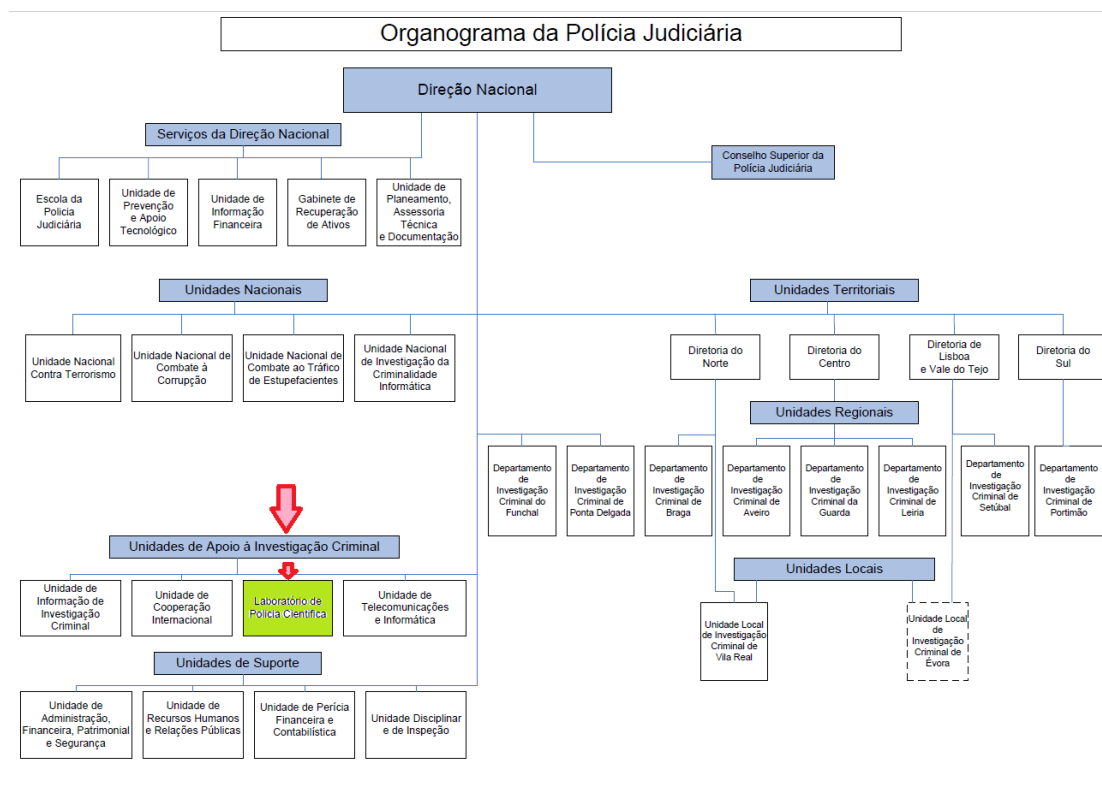 Organograma da Polícia Judiciária
Direção Nacional
Serviços da Direção Nacional
Conselho Superior da
Polícia Judiciária
Escola da
Policia
Judiciária
Unidade de
Prevenção
e Apoio
Tecnológico
Unidade de
Informação
Financeira
Gabinete de
Recuperação
de Ativos
Unidade de
Planeamento,
Assessoria
Técnica
e Documentação
Unidades Nacionais
Unidades Territoriais
Unidade Nacional
Contra Terrorismo
Unidade Nacional de
Combate à
Corrupção
Unidade Nacional de
Combate ao Tráfico
de Estupefacientes
Unidade Nacional
de Investigação da
Criminalidade
Informática
Diretoria do
Norte
Diretoria do
Centro
Diretoria de
Lisboa
e Vale do Tejo
Diretoria do
Sul
Unidades Regionais
Departamento
de
Investigação
Criminal do
Funchal
Departamento
de
Investigação
Criminal de
Ponta Delgada
Departamento
de
Investigação
Criminal de
Braga
Departamento
de
Investigação
Criminal de
Aveiro
Departamento
de
Investigação
Criminal da
Guarda
Departamento
de
Investigação
Criminal de
Leiria
Departamento
de
Investigação
Criminal de
Setúbal
Departamento
de
Investigação
Criminal de
Portimão
Unidades de Apoio à Investigação Criminal
Unidades Locais
Unidade de
Informação de
Investigação
Criminal
Unidade de
Cooperação
Internacional
Laboratório de
Polícia Científica
Unidade de
Telecomunicações
e Informática
Unidade Local
de Investigação
Criminal de
Vila Real
Unidade Local
de
Investigação
Criminal de
Évora
Unidades de Suporte
Unidade de
Administração,
Financeira, Patrimonial
e Segurança
Unidade de
Recursos Humanos
e Relações Públicas
Unidade de Perícia
Financeira e
Contabilística
Unidade Disciplinar
e de Inspeção